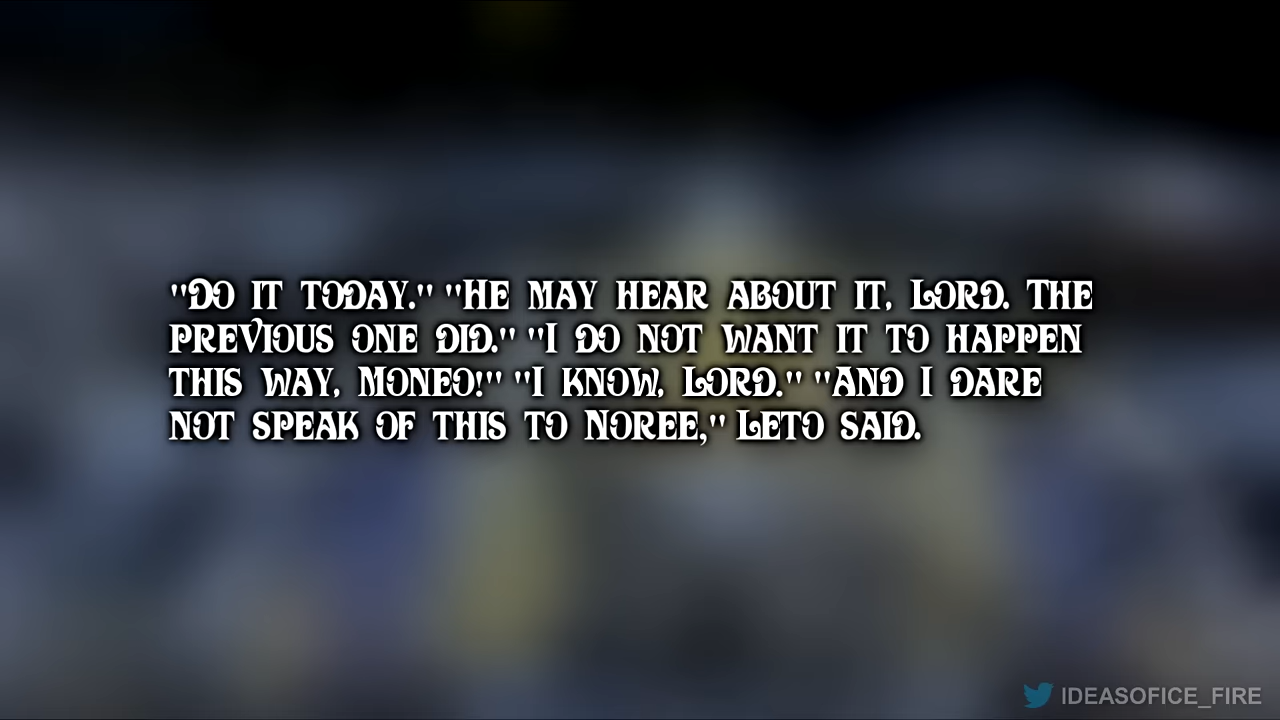 "Do it today." "He may hear about it, Lord. The
previous one did." "I do not want it to happen
this way, Moneo!" "I know, Lord." "And I dare
not speak of this to Noree," Leto said.
IDEASOFICE_FIRE